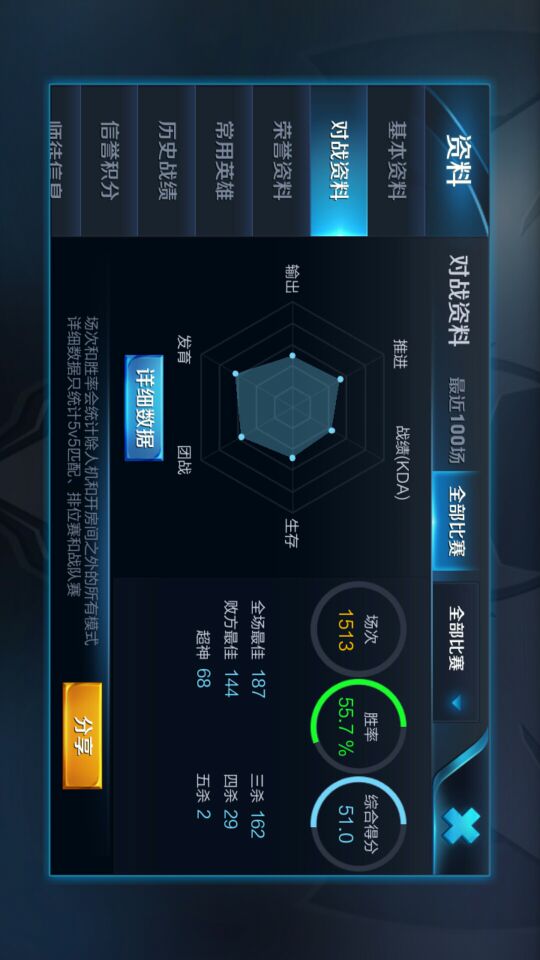 资料
基本资料
对战资料
荣誉资料
常用英雄
历史战绩
信誉积分
师徒信息
对战资料
最近100场
全部比赛
全部比赛
推进
战绩(KDA)
输出
生存
发育
团战
详细数据
场次
1513
胜率
55.7 %
综合得分
51.0
全场最佳 187
三杀 162
败方最佳 144
四杀 29
超神 68
五杀 2
场次和胜率会统计除人机和开房间之外的所有模式
详细数据只统计5v5匹配、排位赛和战队赛
分享